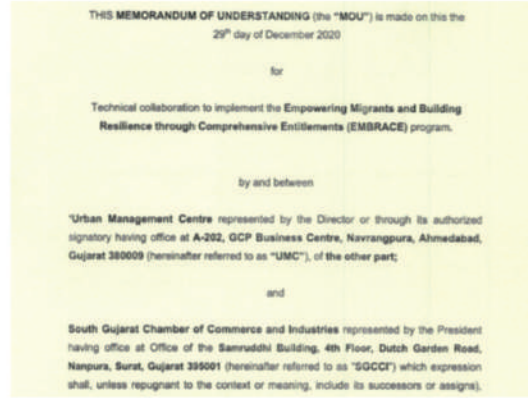 THIS MEMORANDUM OF UNDERSTANDING (the "MOU") is made on this the
29th day of December 2020
for
Technical collaboration to implement the Empowering Migrants and Building
Resilience through Comprehensive Entitlements (EMBRACE) program.
by and between
'Urban Management Centre represented by the Director or through its authorized
signatory having office at A-202, GCP Business Centre, Navrangpura, Ahmedabad,
Gujarat 380009 (hereinafter referred to as "UMC"), of the other part;
and
South Gujarat Chamber of Commerce and Industries represented by the President
having office at Office of the Samruddhi Building, 4th Floor, Dutch Garden Road,
Nanpura, Surat, Gujarat 395001 (hereinafter referred to as "SGCCI") which expression
shall, unless repugnant to the context or meaning, include its successors or assigns).